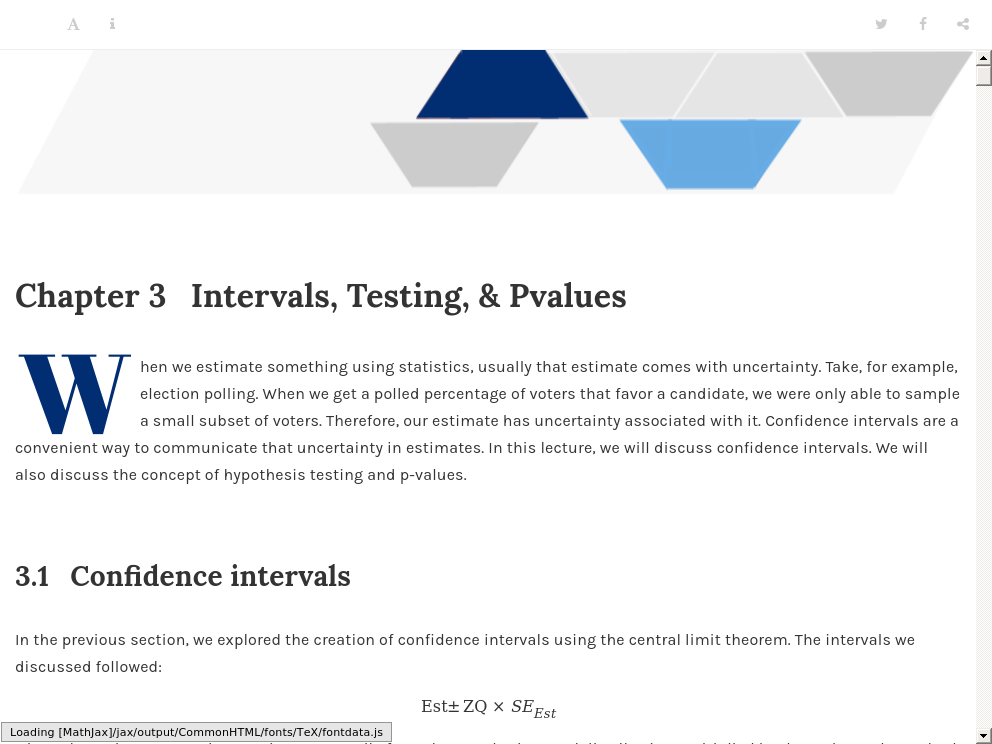 A i
Chapter 3 Intervals, Testing, & Pvalues
When we estimate something using statistics, usually that estimate comes with uncertainty. Take, for example,
election polling. When we get a polled percentage of voters that favor a candidate, we were only able to sample
a small subset of voters. Therefore, our estimate has uncertainty associated with it. Confidence intervals are a
convenient way to communicate that uncertainty in estimates. In this lecture, we will discuss confidence intervals. We will
also discuss the concept of hypothesis testing and p-values.
3.1 Confidence intervals
In the previous section, we explored the creation of confidence intervals using the central limit theorem. The intervals we
discussed followed:
Est± ZQ × SE_Est
Loading [MathJax]/jax/output/CommonHTML/fonts/TeX/fontdata.js